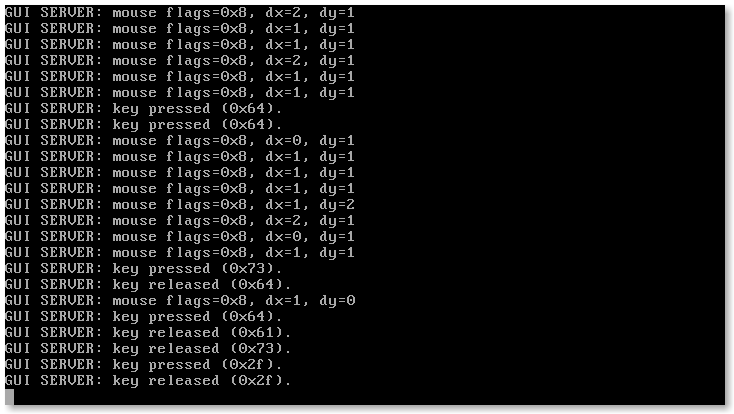 GUI SERVER: mouse flags=0x8, dx=2, dy=1
GUI SERVER: mouse flags=0x8, dx=1, dy=1
GUI SERVER: mouse flags=0x8, dx=1, dy=1
GUI SERVER: mouse flags=0x8, dx=2, dy=1
GUI SERVER: mouse flags=0x8, dx=1, dy=1
GUI SERVER: mouse flags=0x8, dx=1, dy=1
GUI SERVER: key pressed (0x64).
GUI SERVER: key pressed (0x64).
GUI SERVER: mouse flags=0x8, dx=0, dy=1
GUI SERVER: mouse flags=0x8, dx=1, dy=1
GUI SERVER: mouse flags=0x8, dx=1, dy=1
GUI SERVER: mouse flags=0x8, dx=1, dy=1
GUI SERVER: mouse flags=0x8, dx=1, dy=2
GUI SERVER: mouse flags=0x8, dx=2, dy=1
GUI SERVER: mouse flags=0x8, dx=0, dy=1
GUI SERVER: mouse flags=0x8, dx=1, dy=1
GUI SERVER: key pressed (0x73).
GUI SERVER: key released (0x64).
GUI SERVER: mouse flags=0x8, dx=1, dy=0
GUI SERVER: key pressed (0x64).
GUI SERVER: key released (0x61).
GUI SERVER: key released (0x73).
GUI SERVER: key pressed (0x2f).
GUI SERVER: key released (0x2f).